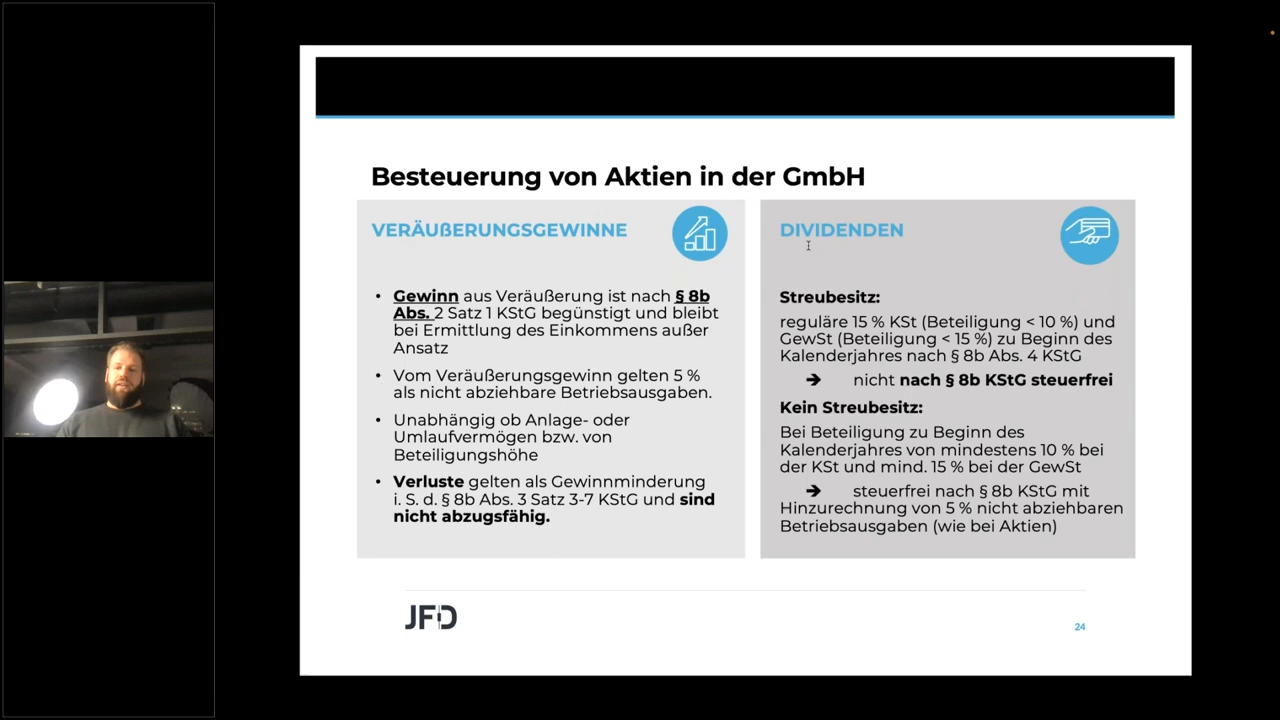 Besteuerung von Aktien in der GmbH
VERÄUßERUNGSGEWINNE
• Gewinn aus Veräußerung ist nach § 8b
Abs. 2 Satz 1 KStG begünstigt und bleibt
bei Ermittlung des Einkommens außer
Ansatz
• Vom Veräußerungsgewinn gelten 5 %
als nicht abziehbare Betriebsausgaben.
• Unabhängig ob Anlage- oder
Umlaufvermögen bzw. von
Beteiligungshöhe
• Verluste gelten als Gewinnminderung
i. S. d. § 8b Abs. 3 Satz 3-7 KStG und sind
nicht abzugsfähig.
DIVIDENDEN
Streubesitz:
reguläre 15 % KSt (Beteiligung < 10 %) und
GewSt (Beteiligung < 15 %) zu Beginn des
Kalenderjahres nach § 8b Abs. 4 KStG
➔ nicht nach § 8b KStG steuerfrei
Kein Streubesitz:
Bei Beteiligung zu Beginn des
Kalenderjahres von mindestens 10 % bei
der KSt und mind. 15 % bei der GewSt
➔ steuerfrei nach § 8b KStG mit
Hinzurechnung von 5 % nicht abziehbaren
Betriebsausgaben (wie bei Aktien)
JFD
24